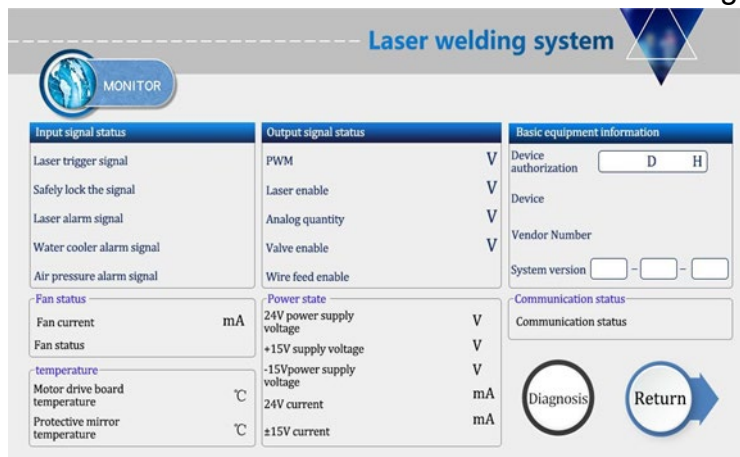 Laser welding system
MONITOR
Input signal status
Laser trigger signal
Safely lock the signal
Laser alarm signal
Water cooler alarm signal
Air pressure alarm signal
Output signal status
PWM V
Laser enable V
Analog quantity V
Valve enable V
Wire feed enable
Basic equipment information
Device
authorization D H
Device
Vendor Number
System version - -
Fan status
Fan current mA
Fan status
temperature
Motor drive board
temperature ℃
Protective mirror
temperature ℃
Power state
24V power supply
voltage V
+15V supply voltage V
-15Vpower supply
voltage V
24V current mA
±15V current mA
Communication status
Communication status
Diagnosis
Return